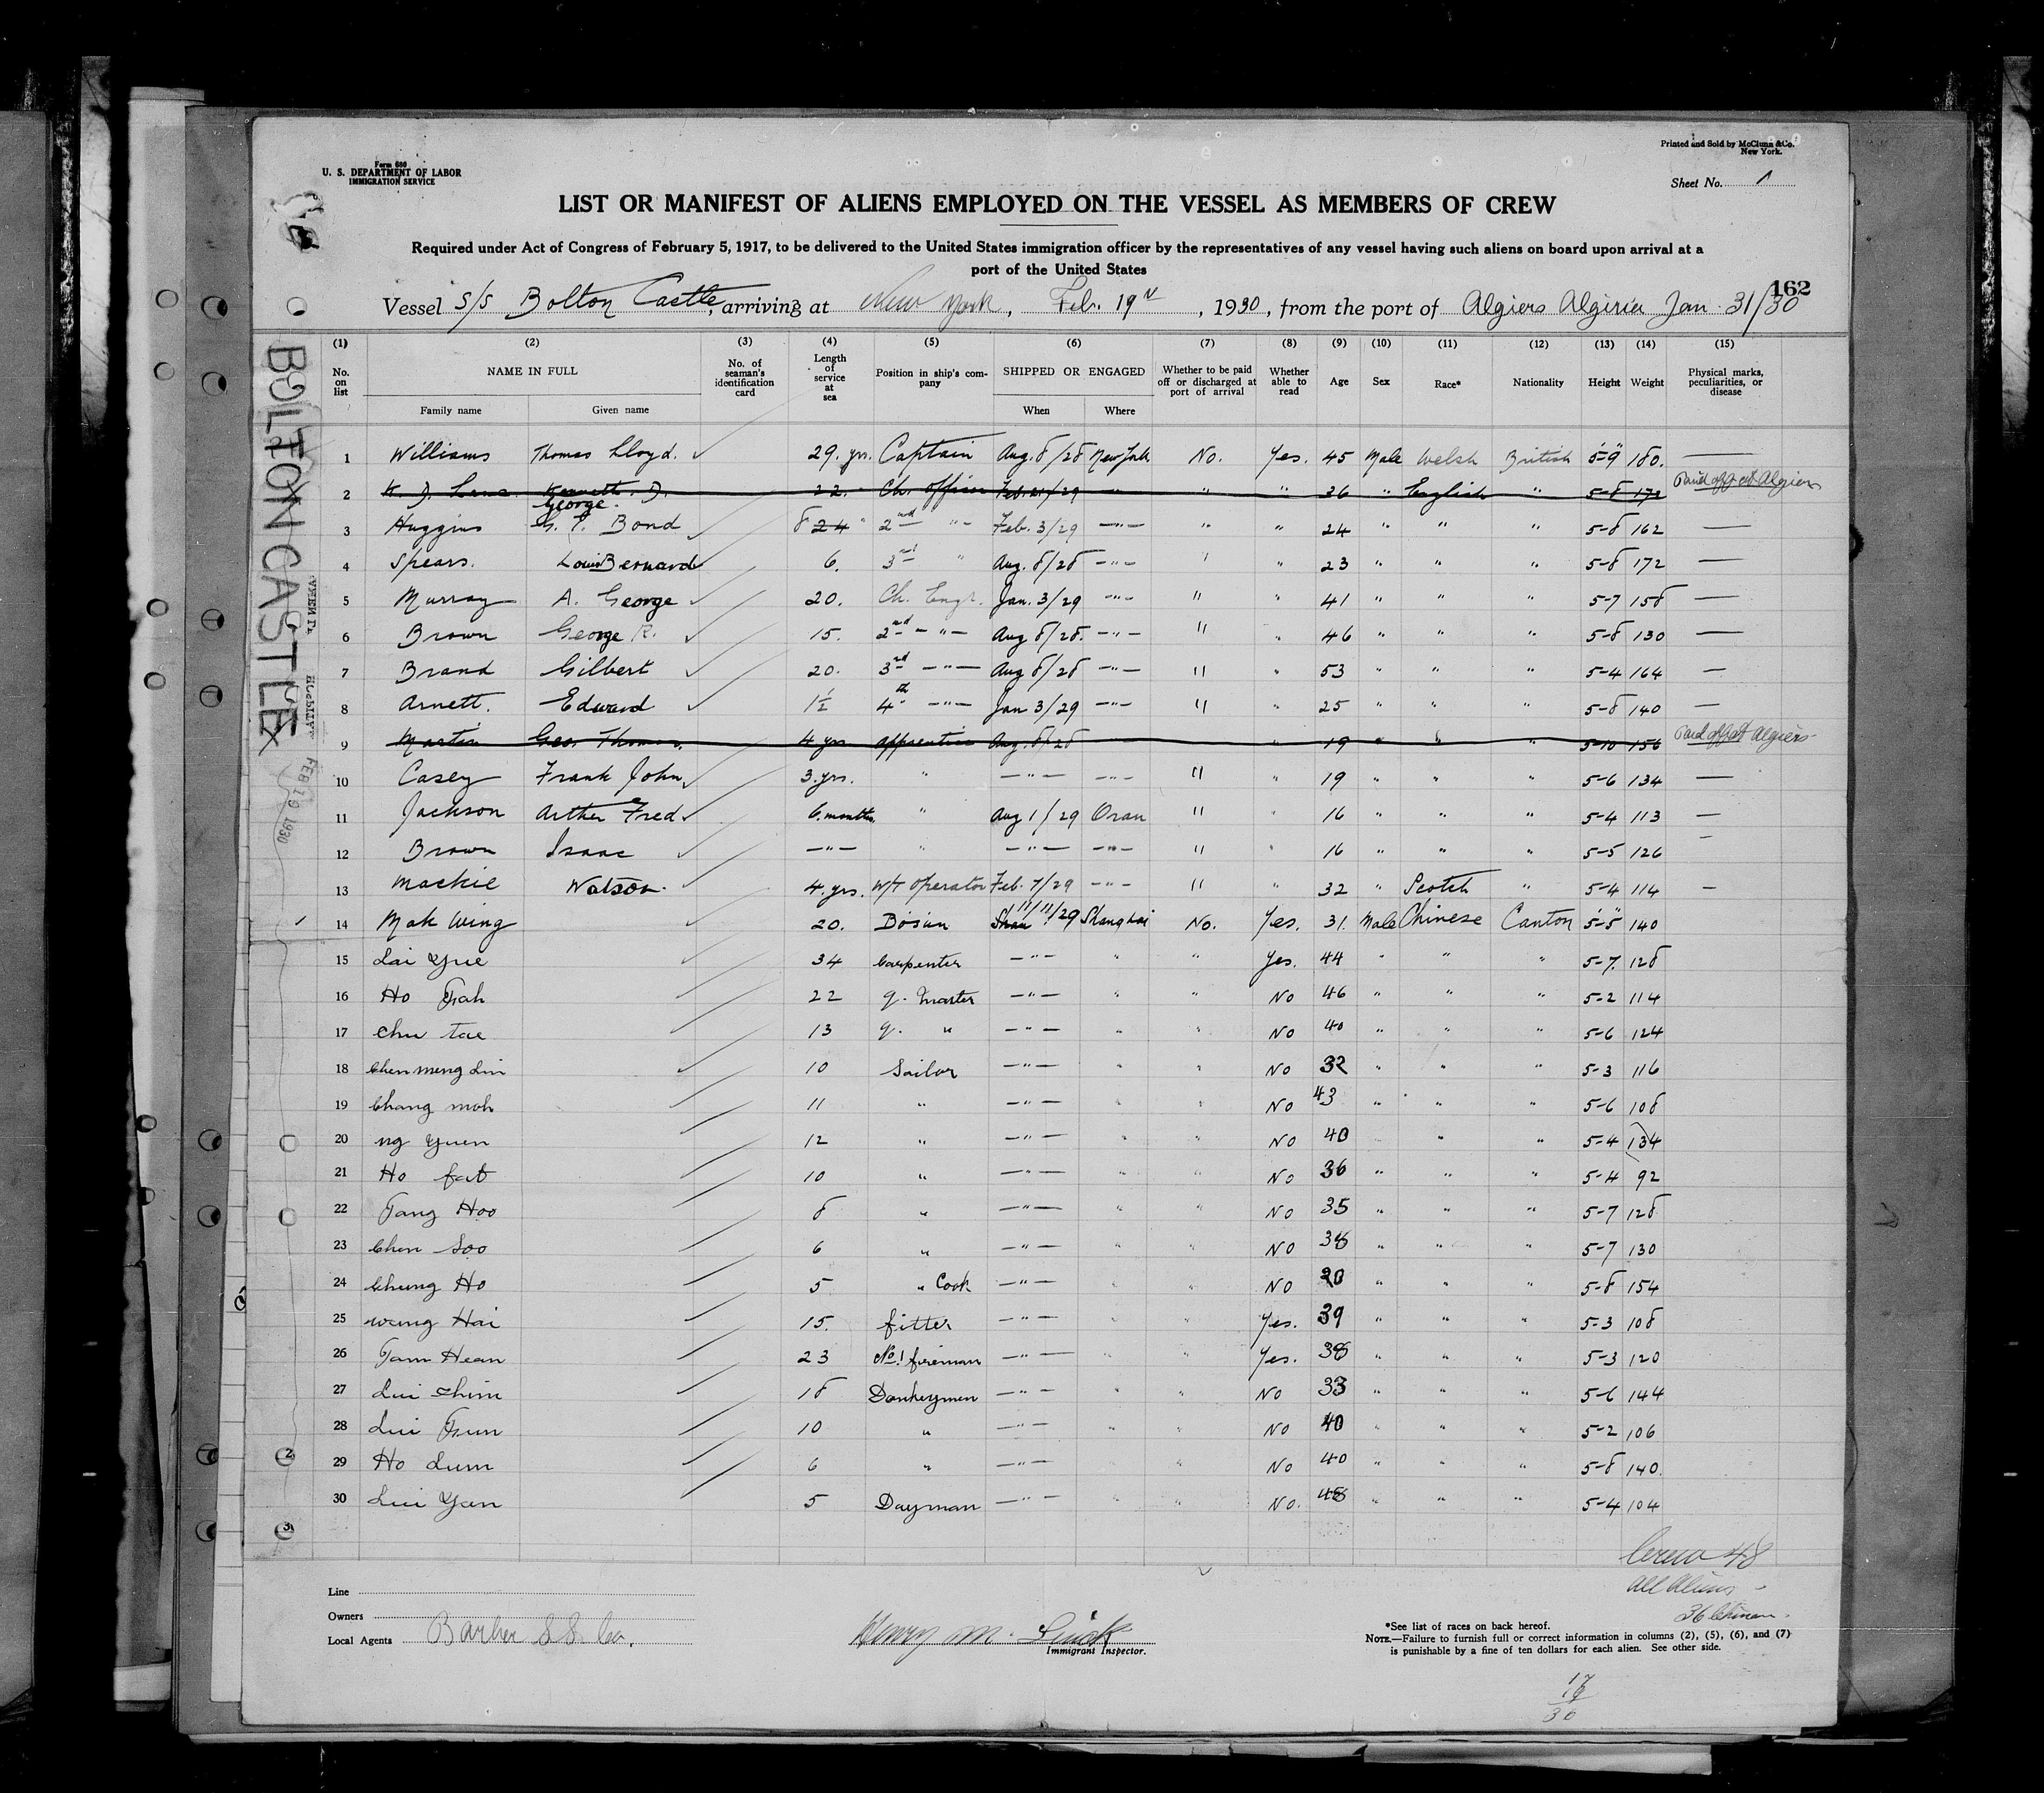 Form 680
U. S. DEPARTMENT OF LABOR
IMMIGRATION SERVICE
Printed and Sold by McClunn & Co.
New York.
Sheet No. 1
LIST OR MANIFEST OF ALIENS EMPLOYED ON THE VESSEL AS MEMBERS OF CREW
Required under Act of Congress of February 5, 1917, to be delivered to the United States immigration officer by the representatives of any vessel having such aliens on board upon arrival at a
port of the United States
162
Vessel S/S Bolton Castle, arriving at New York, Feb. 19, 1930, from the port of Algiers Algiria Jan 31/30
BOLTON CASTLE
FEB 19 1930
(1) (2) (3) (4) (5) (6) (7) (8) (9) (10) (11) (12) (13) (14) (15)
No. on list NAME IN FULL No. of seaman's identification card Length of service at sea Position in ship's company SHIPPED OR ENGAGED Whether to be paid off or discharged at port of arrival Whether able to read Age Sex Race* Nationality Height Weight Physical marks, peculiarities, or disease
Family name Given name When Where
1 Williams Thomas Lloyd. 29. yrs. Captain Aug. 8/28 New York No. Yes. 45 Male Welsh British 5-9 180. —
2 K. D. Kenneth. D. 22. " Ch. Officer Feb. /29 " " " 36 " English " 5-8 172 Paid off at Algiers
3 Huggins George. G. Bond 8 24 " 2nd " Feb. 3/29 —"— " " 24 " " " 5-8 162 —
4 Spears. Louis Bernard 6. 3rd " Aug. 8/28 —"— " " 23 " " " 5-8 172 —
5 Murray A. George 20. Ch. Engr. Jan. 3/29 —"— " " 41 " " " 5-7 158 —
6 Brown George R. 15. 2nd —"— Aug 8/28. —"— " " 46 " " " 5-8 130 —
7 Brand Gilbert 20. 3rd —"— Aug 8/28 —"— " " 53 " " " 5-4 164 —
8 Arnett. Edward 1½ 4th —"— Jan 3/29 —"— " " 25 " " " 5-8 140 —
9 Martin Geo. Thomas. 4 yrs apprentice Aug. 8/28 " 19 " " " 5-10 156 Paid off at Algiers
10 Casey Frank John 3. yrs. " —"— —"— " " 19 " " " 5-6 134 —
11 Jackson Arther Fred 6. months " Aug 1/29 Oran " " 16 " " " 5-4 113 —
12 Brown Isaac —"— " —"— —"— " " 16 " " " 5-5 126 —
13 Mackie Watson. 4. yrs. W/T operator Feb. 7/29 —"— " " 32 " Scotch " 5-4 114 —
14 Mak Wing 20. Bosun 11/11/29 Shanghai No. Yes. 31. Male Chinese Canton 5-5 140
15 Lai Yue 34 Carpenter —"— " " Yes. 44 " " " 5-7. 128
16 Ho Tah 22 q. Master —"— " " No 46 " " " 5-2 114
17 Chu tae 13 q. " —"— " " No 40 " " " 5-6 124
18 Chen meng Lin 10 Sailor —"— " " No 32 " " " 5-3 116
19 Chang moh 11 " —"— " " No 43 " " " 5-6 108
20 ng Yuen 12 " —"— " " No 40 " " 5-4 134
21 Ho fat 10 " —"— " " No 36 " " " 5-4 92
22 Tang Hoo 8 " —"— " " No 35 " " " 5-7 128
23 Chen Soo 6 " —"— " " No 38 " " " 5-7 130
24 Chung Ho 5 " Cook —"— " " No 20 " " " 5-8 154
25 Wong Hai 15. fitter —"— " " Yes. 39 " " " 5-3 108
26 Tam Hean 23 No. 1 fireman —"— " " Yes. 38 " " " 5-3 120
27 Lui Shim 18 Donkeymen —"— " " No 33 " " " 5-6 144
28 Lui Tsun 10 " —"— " " No 40 " " " 5-2 106
29 Ho Lum 6 " —"— " " No 40 " " " 5-8 140.
30 Lui Yan 5 Dayman —"— " " No. 48 " " " 5-4 104
Crew 48
All Aliens
36 Chinese
Line
Owners
Local Agents Barber S.S. Co.
Henry M.
Immigrant Inspector.
*See list of races on back hereof.
NOTE.—Failure to furnish full or correct information in columns (2), (5), (6), and (7)
is punishable by a fine of ten dollars for each alien. See other side.